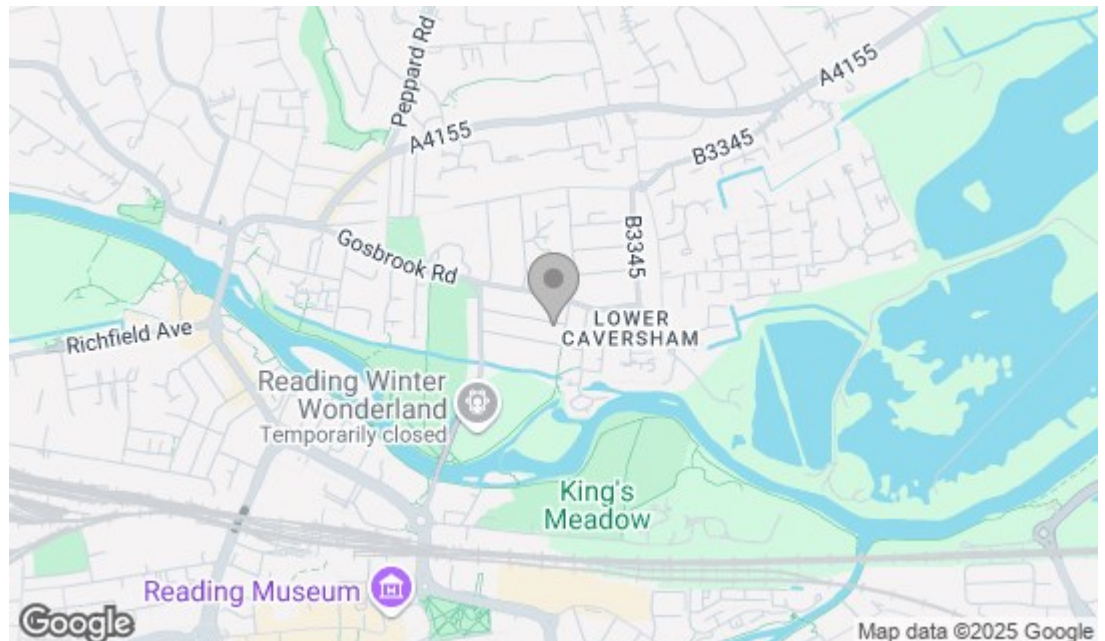 Peppard Rd
A4155
A4155
B3345
B3345
Gosbrook Rd
Richfield Ave
LOWER
CAVERSHAM
Reading Winter
Wonderland
Temporarily closed
King's
Meadow
Reading Museum
Google
Map data ©2025 Google